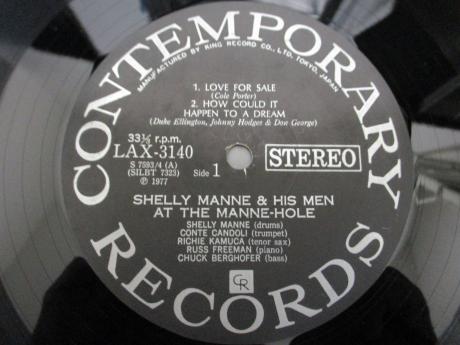 CONTEMPORARY
MANUFACTURED BY KING RECORD CO., LTD. TOKYO, JAPAN
1. LOVE FOR SALE
(Cole Porter)
2. HOW COULD IT
HAPPEN TO A DREAM
(Duke Ellington, Johnny Hodges & Don George)
33⅓ r.p.m.
LAX-3140
S 7593/4 (A)
(SILBT 7323)
Ⓟ 1977
Side 1
STEREO
SHELLY MANNE & HIS MEN
AT THE MANNE-HOLE
SHELLY MANNE (drums)
CONTE CANDOLI (trumpet)
RICHIE KAMUCA (tenor sax)
RUSS FREEMAN (piano)
CHUCK BERGHOFER (bass)
CR
RECORDS